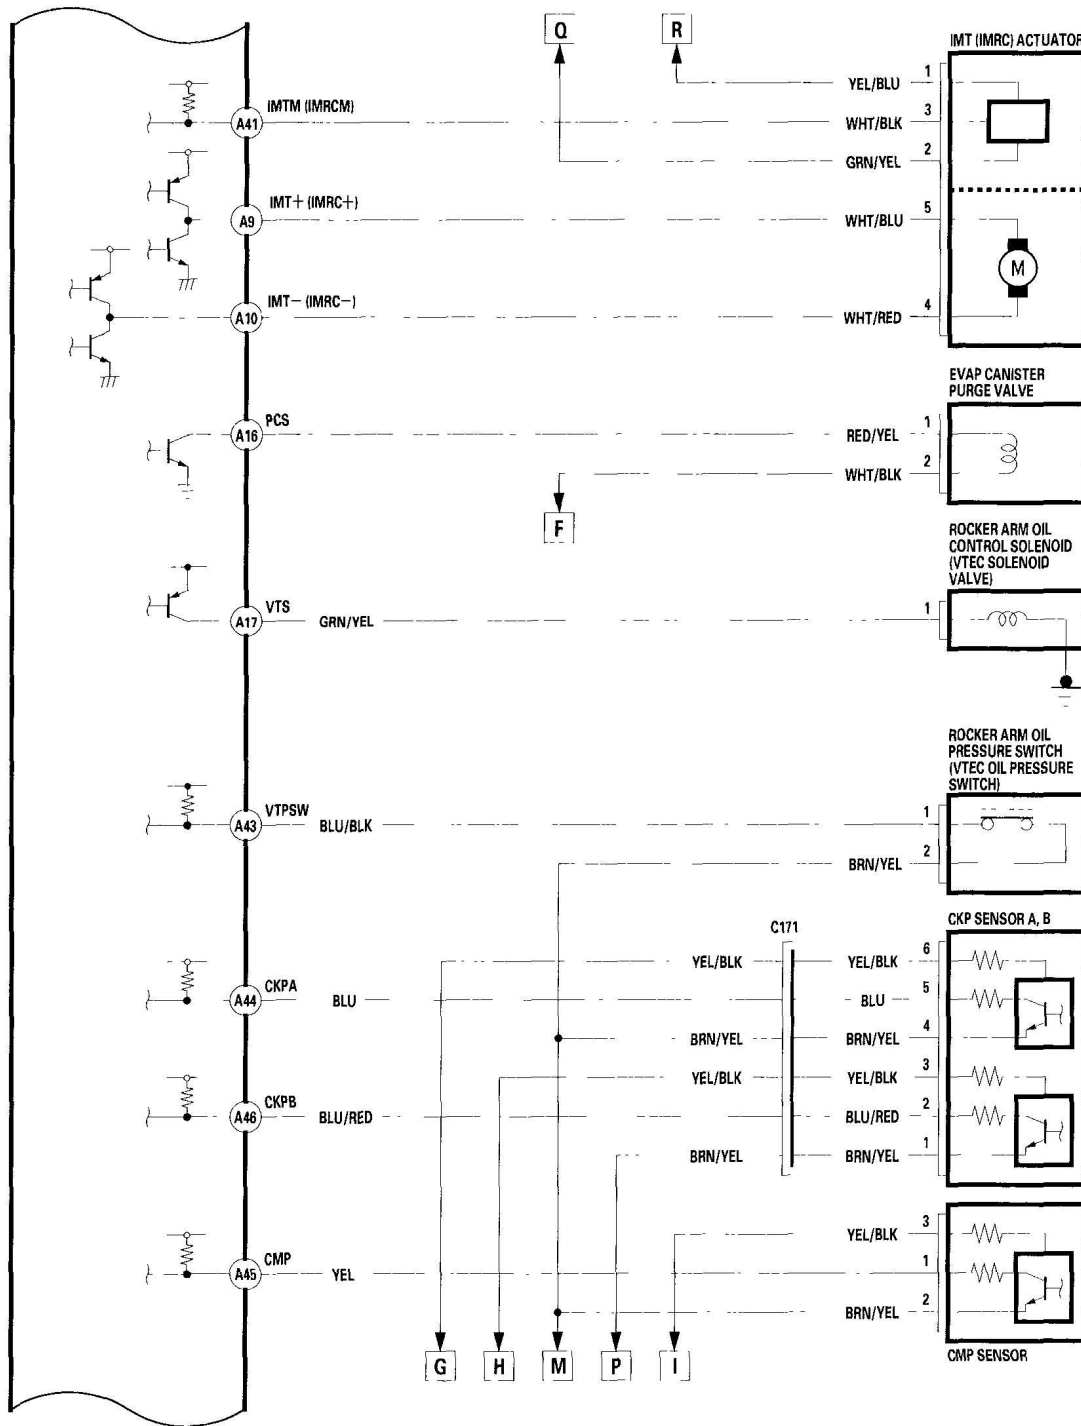 Q R IMT (IMRC) ACTUATOR
YEL/BLU 1
IMTM (IMRCM)
A41 WHT/BLK 3
GRN/YEL 2
IMT+ (IMRC+)
A9 WHT/BLU 5
M
IMT− (IMRC−)
A10 WHT/RED 4
EVAP CANISTER
PURGE VALVE
PCS
A16 RED/YEL 1
WHT/BLK 2
F
ROCKER ARM OIL
CONTROL SOLENOID
(VTEC SOLENOID
VALVE)
VTS
A17 GRN/YEL 1
ROCKER ARM OIL
PRESSURE SWITCH
(VTEC OIL PRESSURE
SWITCH)
VTPSW
A43 BLU/BLK 1
BRN/YEL 2
CKP SENSOR A, B
C171
YEL/BLK YEL/BLK 6
CKPA
A44 BLU BLU 5
BRN/YEL BRN/YEL 4
YEL/BLK YEL/BLK 3
CKPB
A46 BLU/RED BLU/RED 2
BRN/YEL BRN/YEL 1
YEL/BLK 3
CMP
A45 YEL 1
BRN/YEL 2
CMP SENSOR
G H M P I